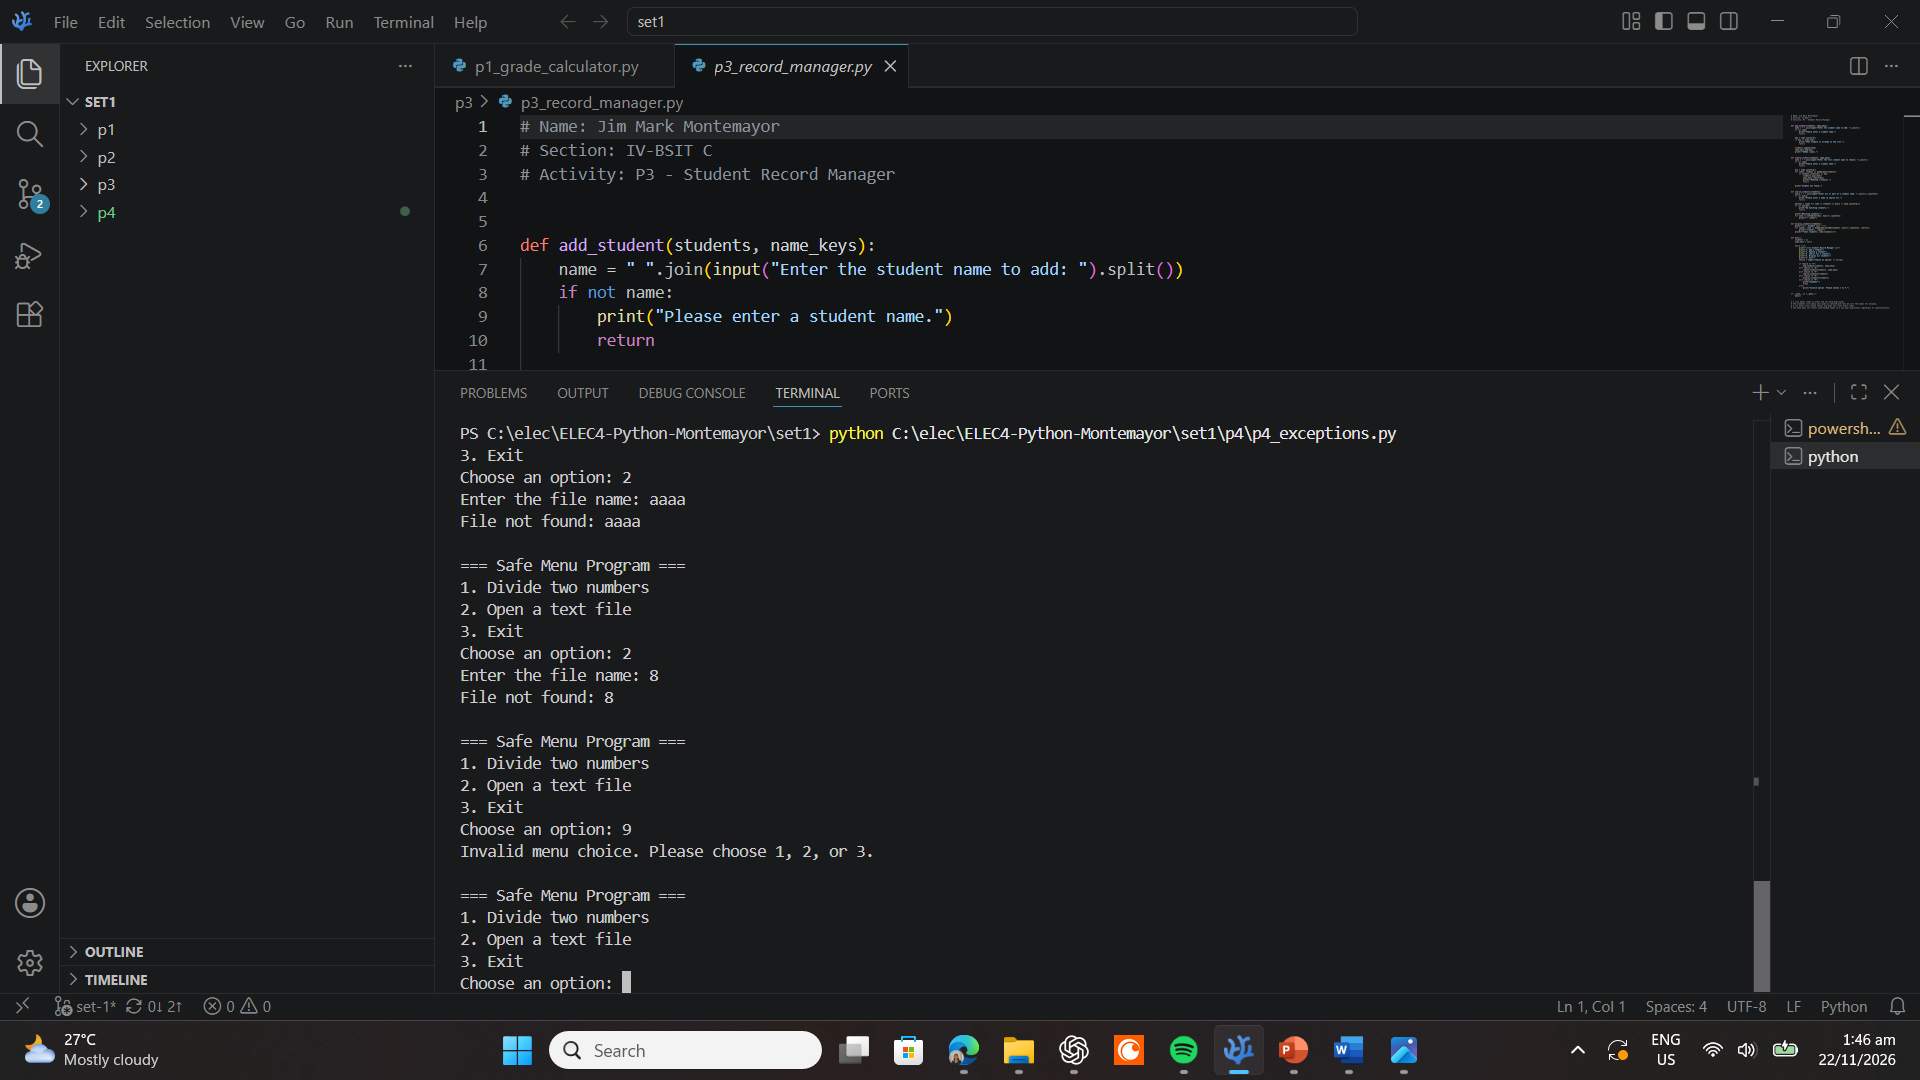 File Edit Selection View Go Run Terminal Help
set1
EXPLORER
SET1
p1
p2
p3
p4
2
p1_grade_calculator.py
p3_record_manager.py
p3 > p3_record_manager.py
1 # Name: Jim Mark Montemayor
2 # Section: IV-BSIT C
3 # Activity: P3 - Student Record Manager
4
5
6 def add_student(students, name_keys):
7 name = " ".join(input("Enter the student name to add: ").split())
8 if not name:
9 print("Please enter a student name.")
10 return
11
PROBLEMS OUTPUT DEBUG CONSOLE TERMINAL PORTS
PS C:\elec\ELEC4-Python-Montemayor\set1> python C:\elec\ELEC4-Python-Montemayor\set1\p4\p4_exceptions.py
3. Exit
Choose an option: 2
Enter the file name: aaaa
File not found: aaaa
=== Safe Menu Program ===
1. Divide two numbers
2. Open a text file
3. Exit
Choose an option: 2
Enter the file name: 8
File not found: 8
=== Safe Menu Program ===
1. Divide two numbers
2. Open a text file
3. Exit
Choose an option: 9
Invalid menu choice. Please choose 1, 2, or 3.
=== Safe Menu Program ===
1. Divide two numbers
2. Open a text file
3. Exit
Choose an option:
powersh...
python
OUTLINE
TIMELINE
set-1* 0↓ 2↑ 0 0
Ln 1, Col 1 Spaces: 4 UTF-8 LF Python
27°C
Mostly cloudy
Search
ENG
US
1:46 am
22/11/2026